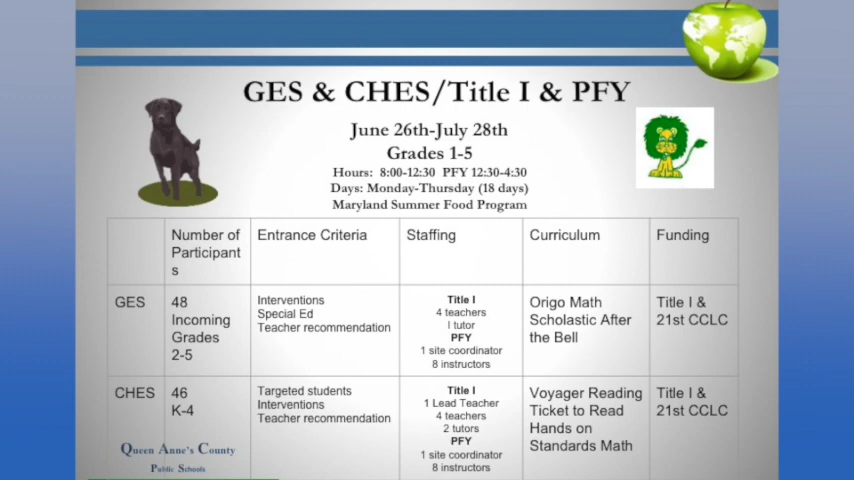 GES & CHES/Title I & PFY
June 26th-July 28th
Grades 1-5
Hours: 8:00-12:30 PFY 12:30-4:30
Days: Monday-Thursday (18 days)
Maryland Summer Food Program
Number of
Participant
s
Entrance Criteria
Staffing
Curriculum
Funding
GES
48
Incoming
Grades
2-5
Interventions
Special Ed
Teacher recommendation
Title I
4 teachers
1 tutor
PFY
1 site coordinator
8 instructors
Origo Math
Scholastic After
the Bell
Title I &
21st CCLC
CHES
46
K-4
Targeted students
Interventions
Teacher recommendation
Title I
1 Lead Teacher
4 teachers
2 tutors
PFY
1 site coordinator
8 instructors
Voyager Reading
Ticket to Read
Hands on
Standards Math
Title I &
21st CCLC
Queen Anne's County
Public Schools